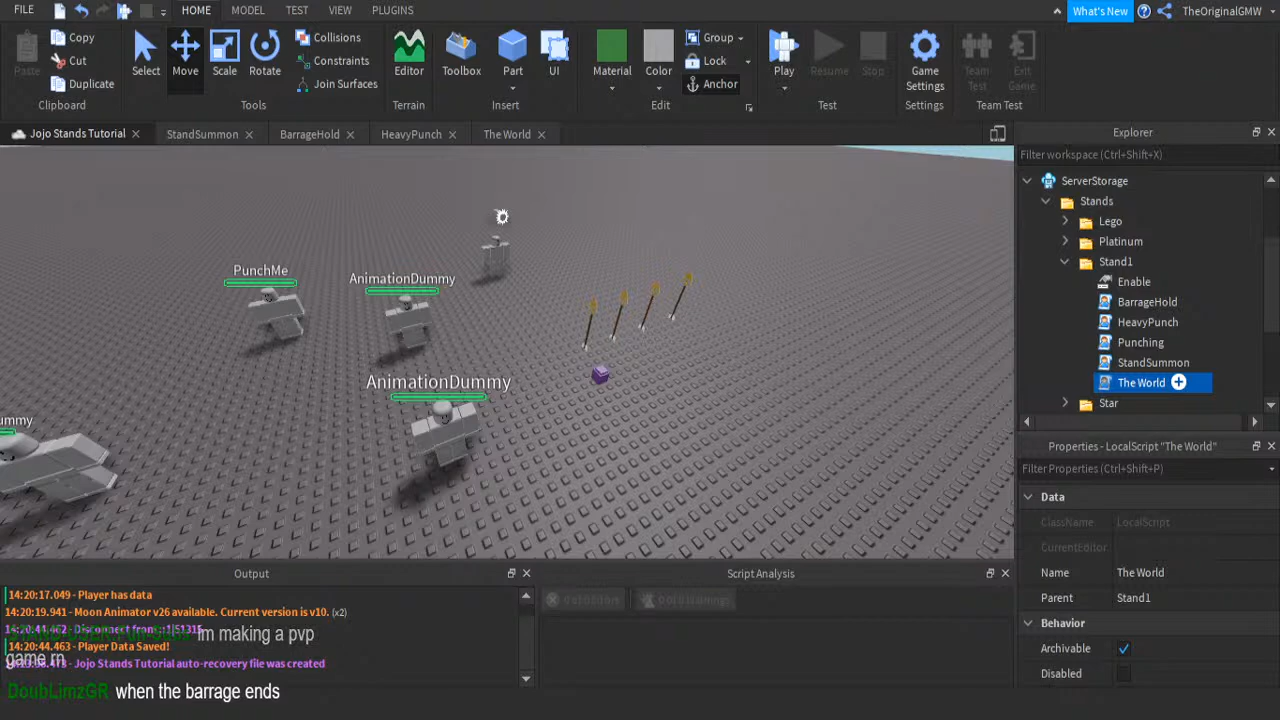 FILE HOME MODEL TEST VIEW PLUGINS What's New TheOriginalGMW
Copy Collisions Group
Cut Constraints Lock
Paste Select Move Scale Rotate Editor Toolbox Part UI Material Color Play Resume Stop Game Settings Team Test Exit Game
Duplicate Join Surfaces Anchor
Clipboard Tools Terrain Insert Edit Test Settings Team Test
Jojo Stands Tutorial StandSummon BarrageHold HeavyPunch The World
Explorer
Filter workspace (Ctrl+Shift+X)
ServerStorage
Stands
Lego
Platinum
Stand1
Enable
BarrageHold
HeavyPunch
Punching
StandSummon
The World
Star
PunchMe
AnimationDummy
AnimationDummy
ummy
Properties - LocalScript "The World"
Filter Properties (Ctrl+Shift+P)
Data
ClassName LocalScript
CurrentEditor
Name The World
Parent Stand1
Behavior
Archivable
Disabled
Output
14:20:17.049 - Player has data
14:20:19.941 - Moon Animator v26 available. Current version is v10. (x2)
im making a pvp
14:20:44.463 - Player Data Saved!
game rn
Jojo Stands Tutorial auto-recovery file was created
DoubLimzGR when the barrage ends
Script Analysis